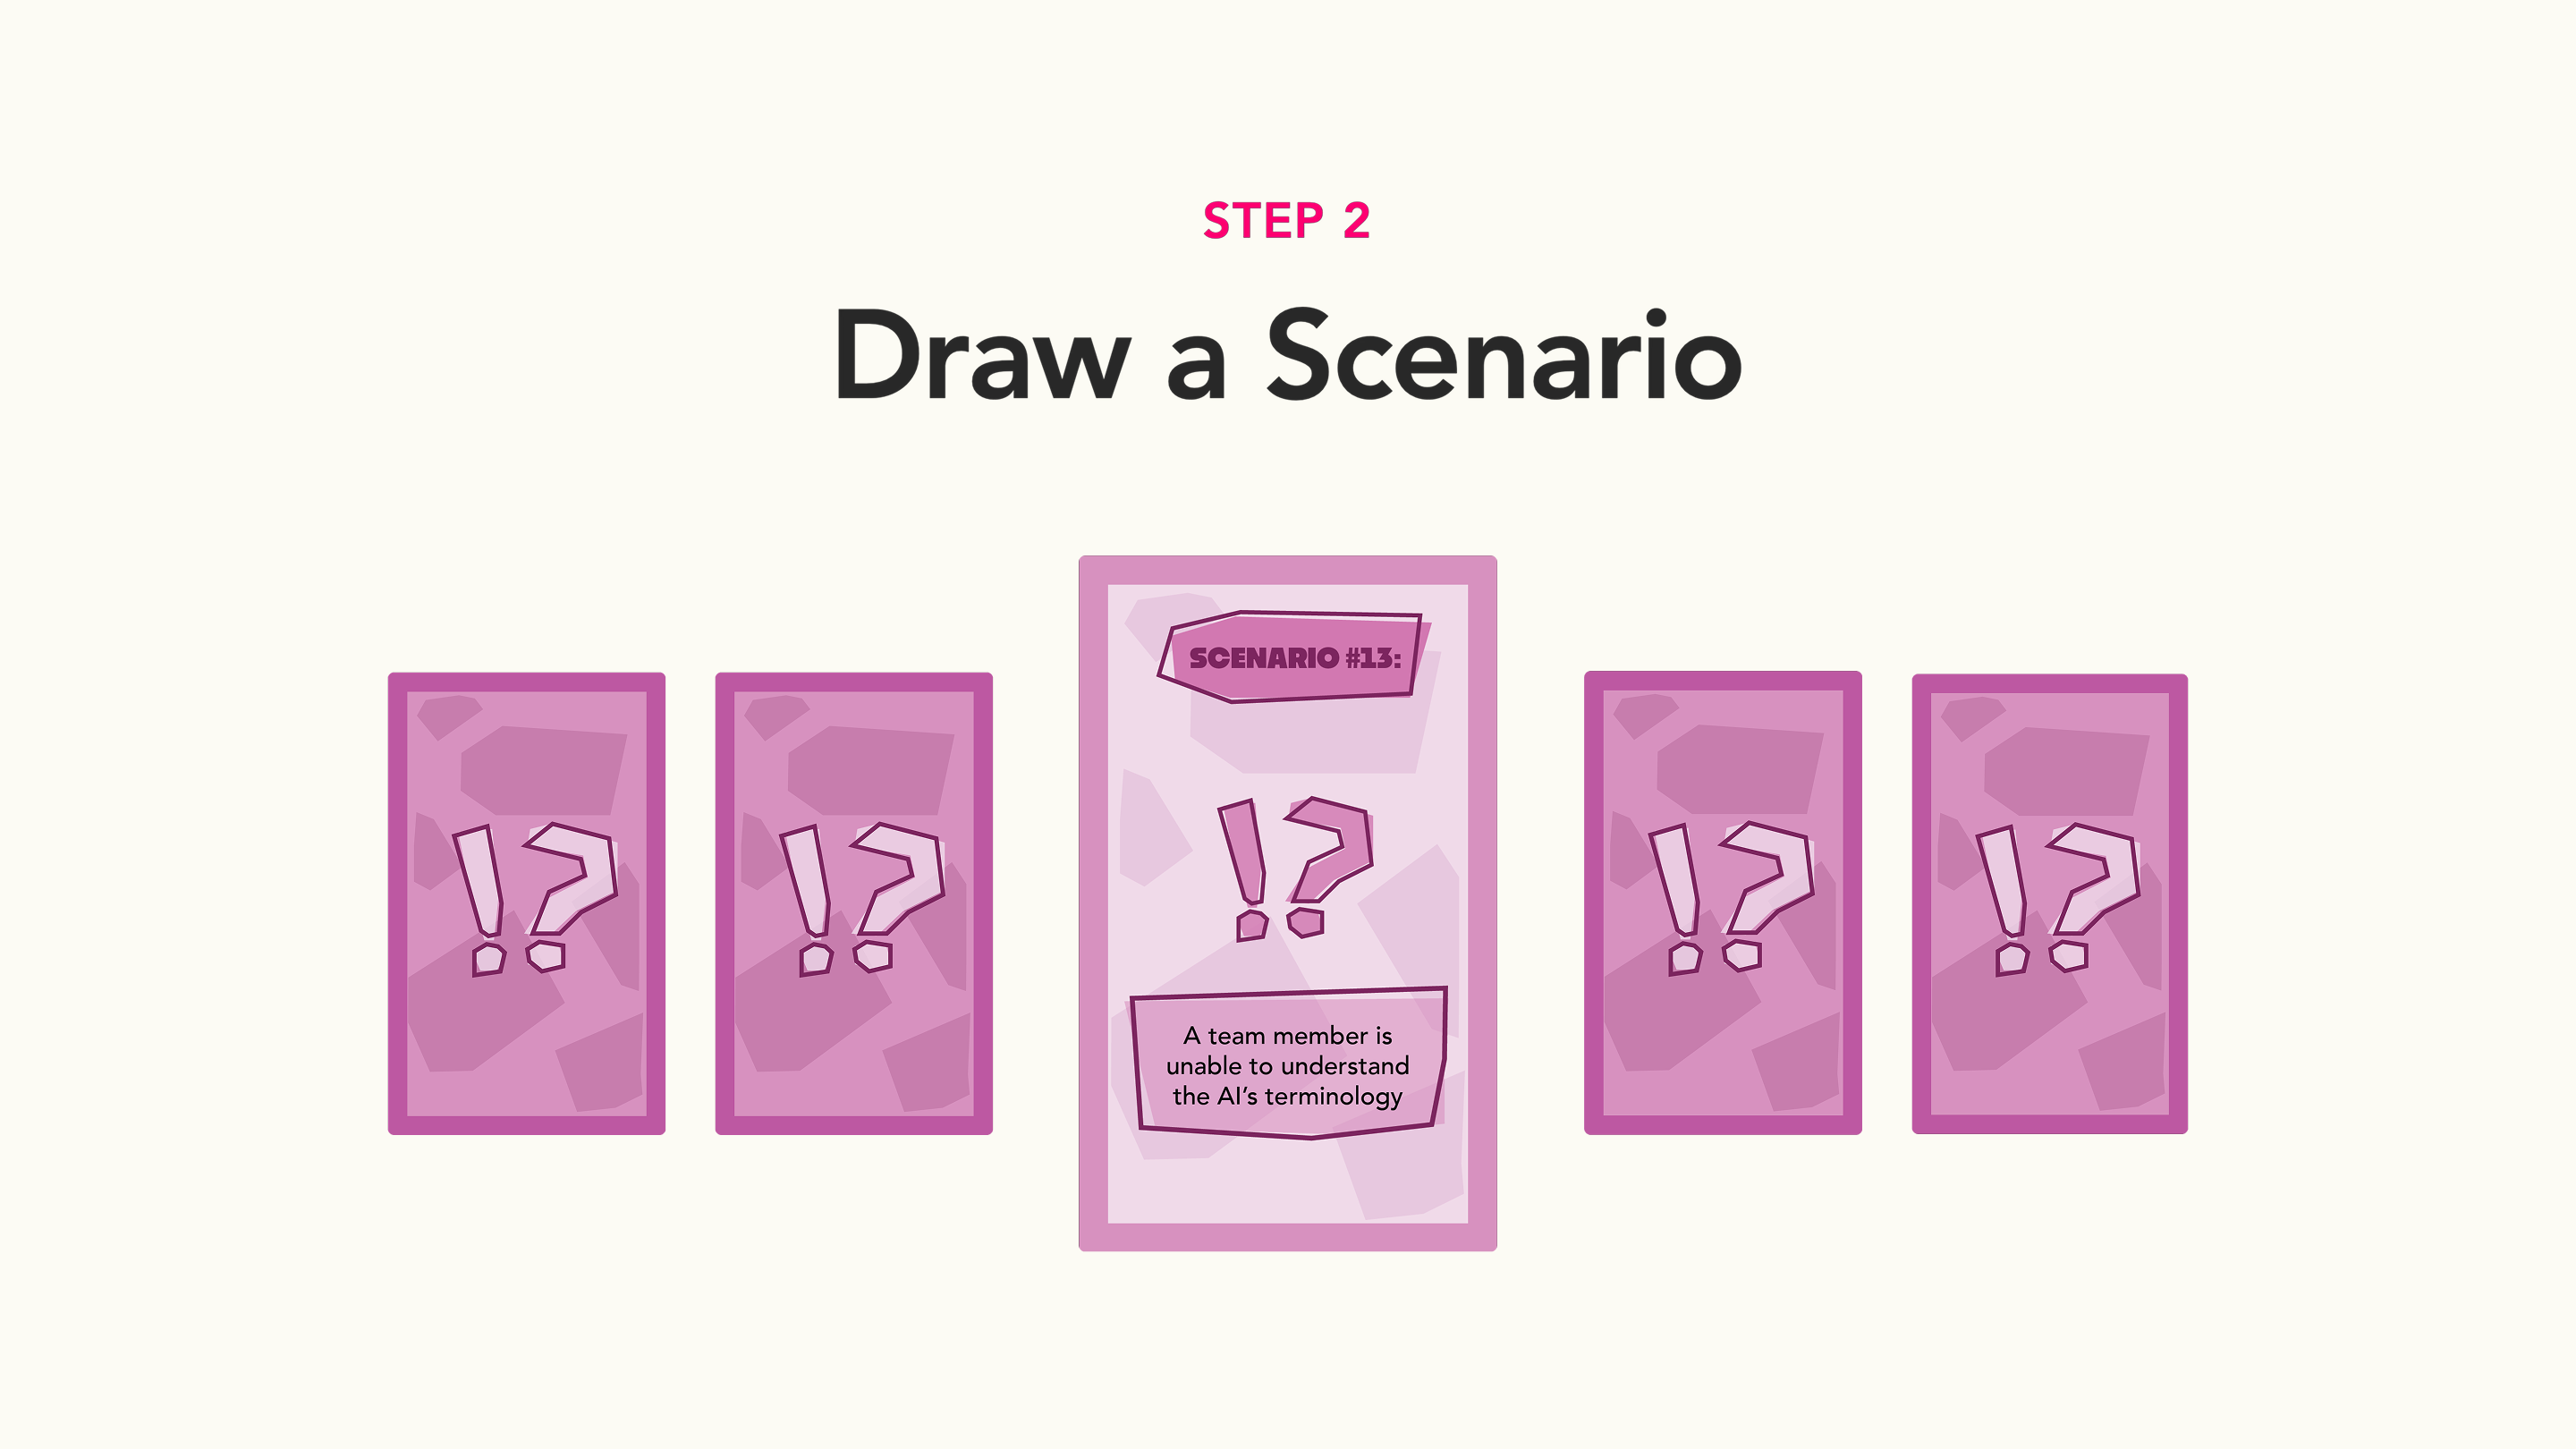 STEP 2
Draw a Scenario
SCENARIO #13:
!?
!?
!?
!?
!?
A team member is
unable to understand
the AI’s terminology